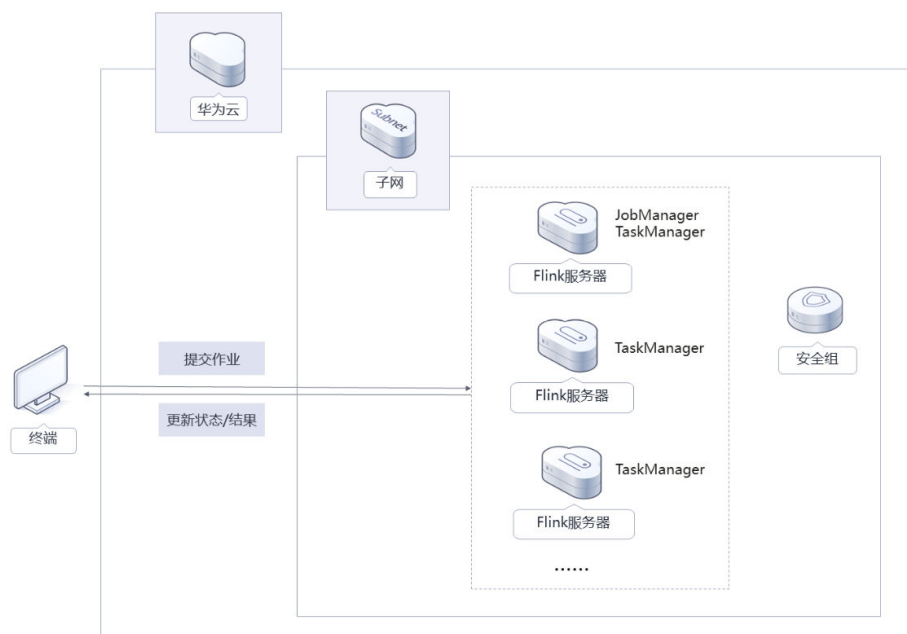 华为云
Subnet
子网
JobManager
TaskManager
Flink服务器
TaskManager
Flink服务器
安全组
提交作业
更新状态/结果
终端
TaskManager
Flink服务器
......